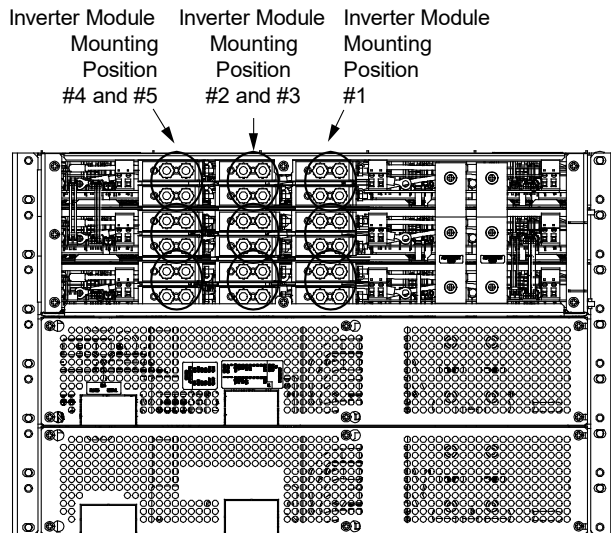 Inverter Module
Mounting
Position
#4 and #5
Inverter Module
Mounting
Position
#2 and #3
Inverter Module
Mounting
Position
#1